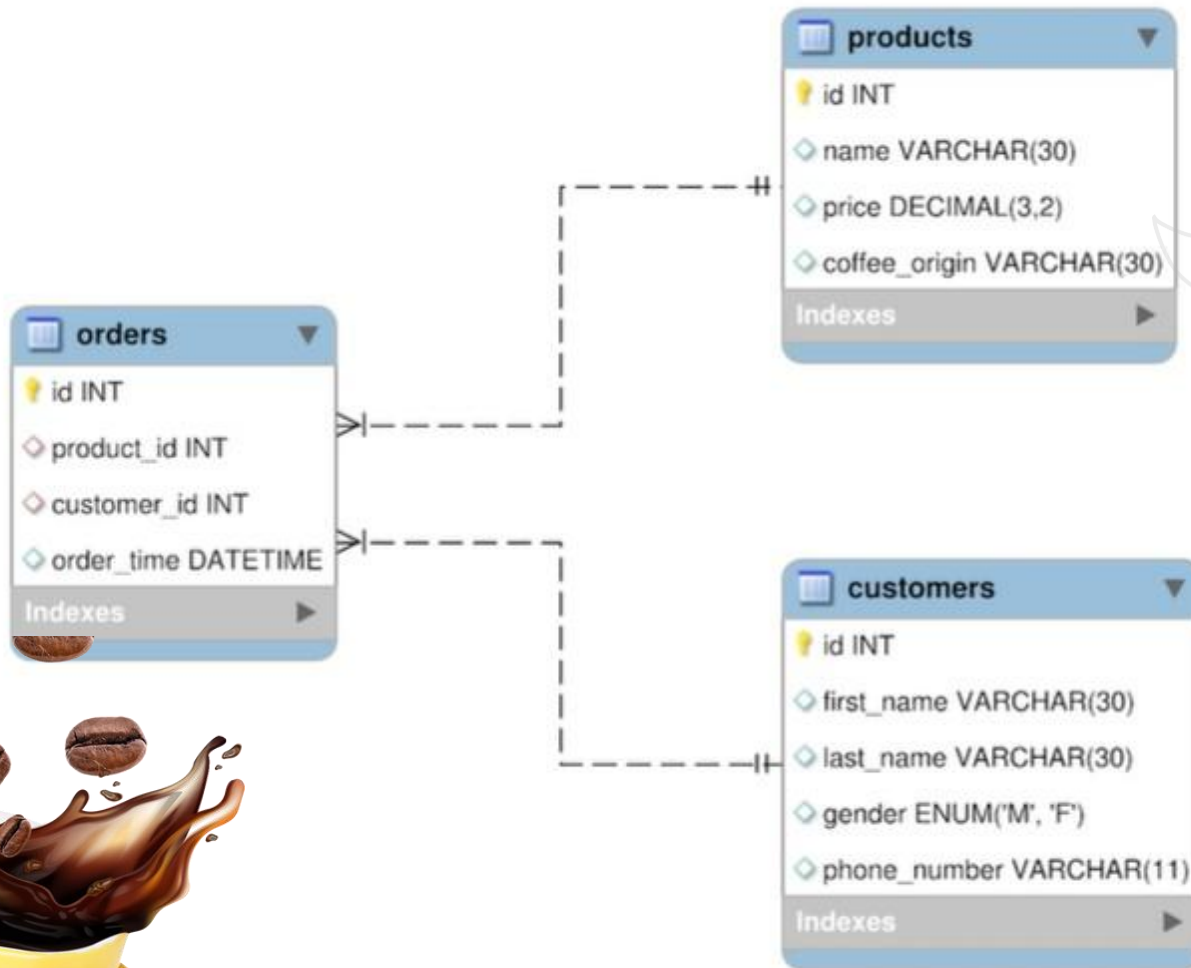 products
id INT
name VARCHAR(30)
price DECIMAL(3,2)
coffee_origin VARCHAR(30)
Indexes
orders
id INT
product_id INT
customer_id INT
order_time DATETIME
Indexes
customers
id INT
first_name VARCHAR(30)
last_name VARCHAR(30)
gender ENUM('M', 'F')
phone_number VARCHAR(11)
Indexes